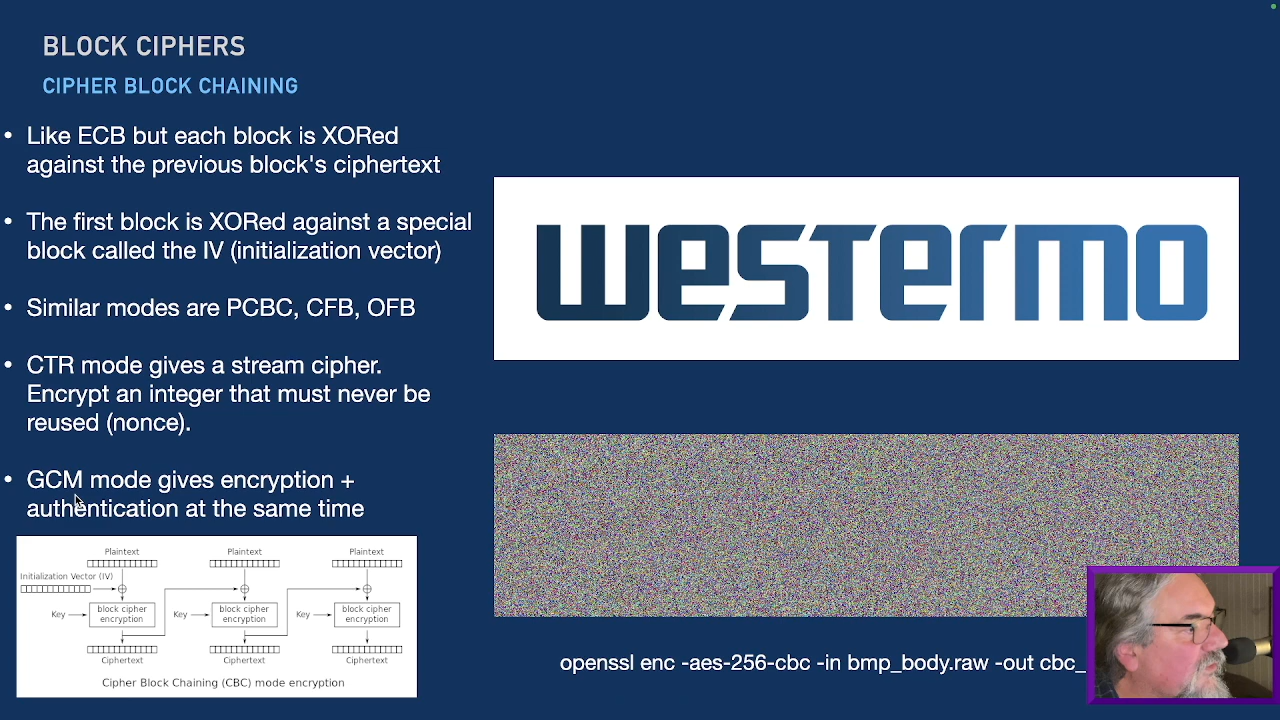 BLOCK CIPHERS
CIPHER BLOCK CHAINING
• Like ECB but each block is XORed
against the previous block's ciphertext
• The first block is XORed against a special
block called the IV (initialization vector)
• Similar modes are PCBC, CFB, OFB
• CTR mode gives a stream cipher.
Encrypt an integer that must never be
reused (nonce).
• GCM mode gives encryption +
authentication at the same time
westermo
Plaintext Plaintext Plaintext
Initialization Vector (IV)
Key block cipher encryption Key block cipher encryption Key block cipher encryption
Ciphertext Ciphertext Ciphertext
Cipher Block Chaining (CBC) mode encryption
openssl enc -aes-256-cbc -in bmp_body.raw -out cbc_